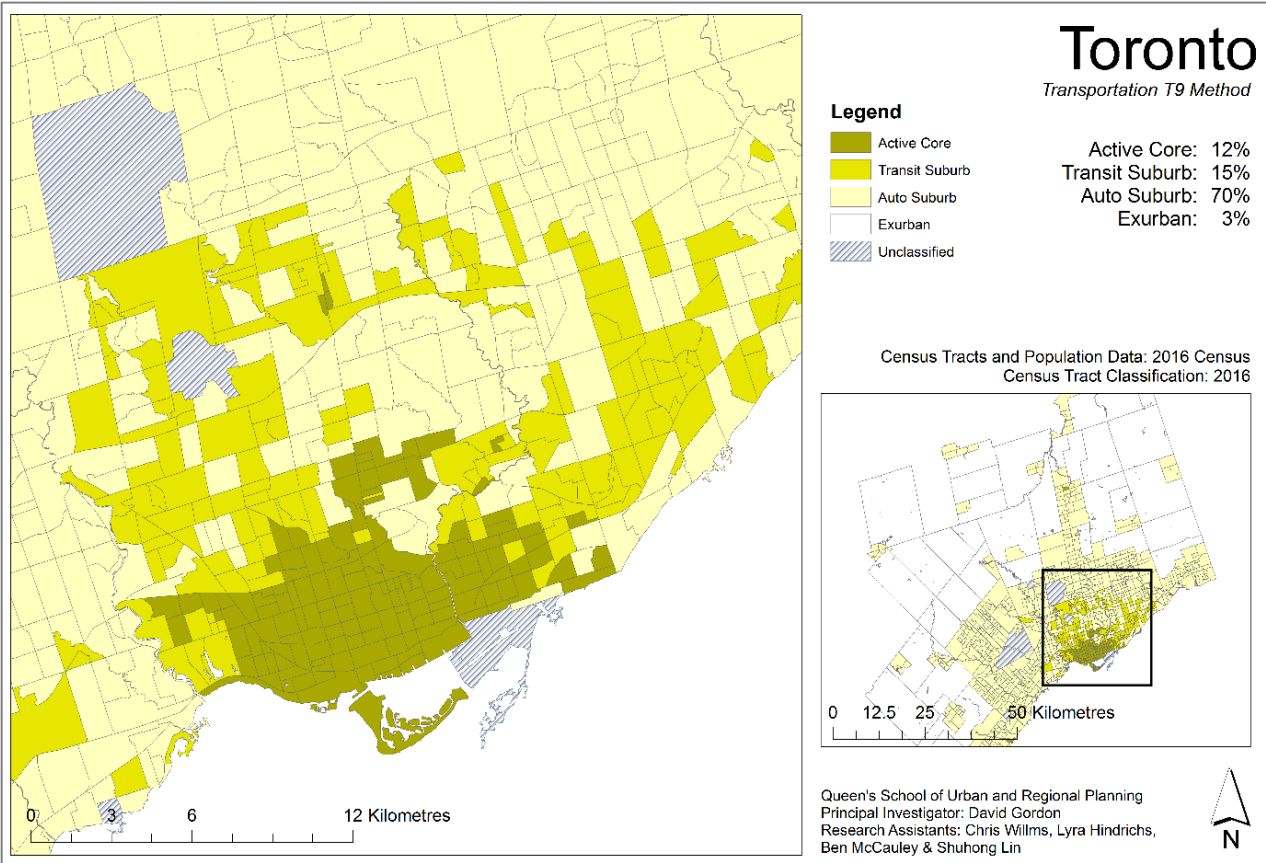 Toronto
Transportation T9 Method
Legend
Active Core
Transit Suburb
Auto Suburb
Exurban
Unclassified
Active Core: 12%
Transit Suburb: 15%
Auto Suburb: 70%
Exurban: 3%
Census Tracts and Population Data: 2016 Census
Census Tract Classification: 2016
0 12.5 25 50 Kilometres
0 3 6 12 Kilometres
Queen's School of Urban and Regional Planning
Principal Investigator: David Gordon
Research Assistants: Chris Willms, Lyra Hindrichs,
Ben McCauley & Shuhong Lin
N